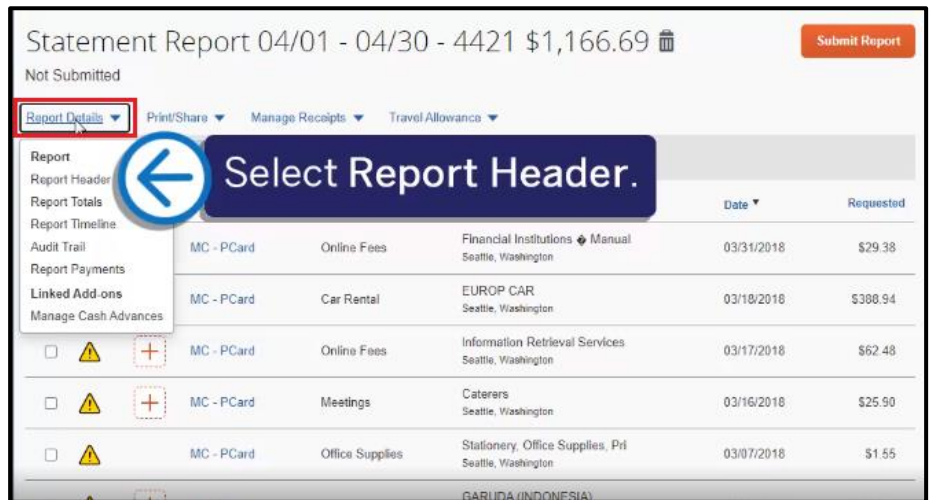 Statement Report 04/01 - 04/30 - 4421 $1,166.69
Submit Report
Not Submitted
Report Details Print/Share Manage Receipts Travel Allowance
Report
Report Header
Report Totals
Report Timeline
Audit Trail
Report Payments
Linked Add-ons
Manage Cash Advances
Select Report Header.
Date Requested
MC - PCard Online Fees Financial Institutions � Manual 03/31/2018 $29.38
Seattle, Washington
MC - PCard Car Rental EUROP CAR 03/18/2018 $388.94
Seattle, Washington
MC - PCard Online Fees Information Retrieval Services 03/17/2018 $62.48
Seattle, Washington
MC - PCard Meetings Caterers 03/16/2018 $25.90
Seattle, Washington
MC - PCard Office Supplies Stationery, Office Supplies, Pri 03/07/2018 $1.55
Seattle, Washington
GARUDA (INDONESIA)